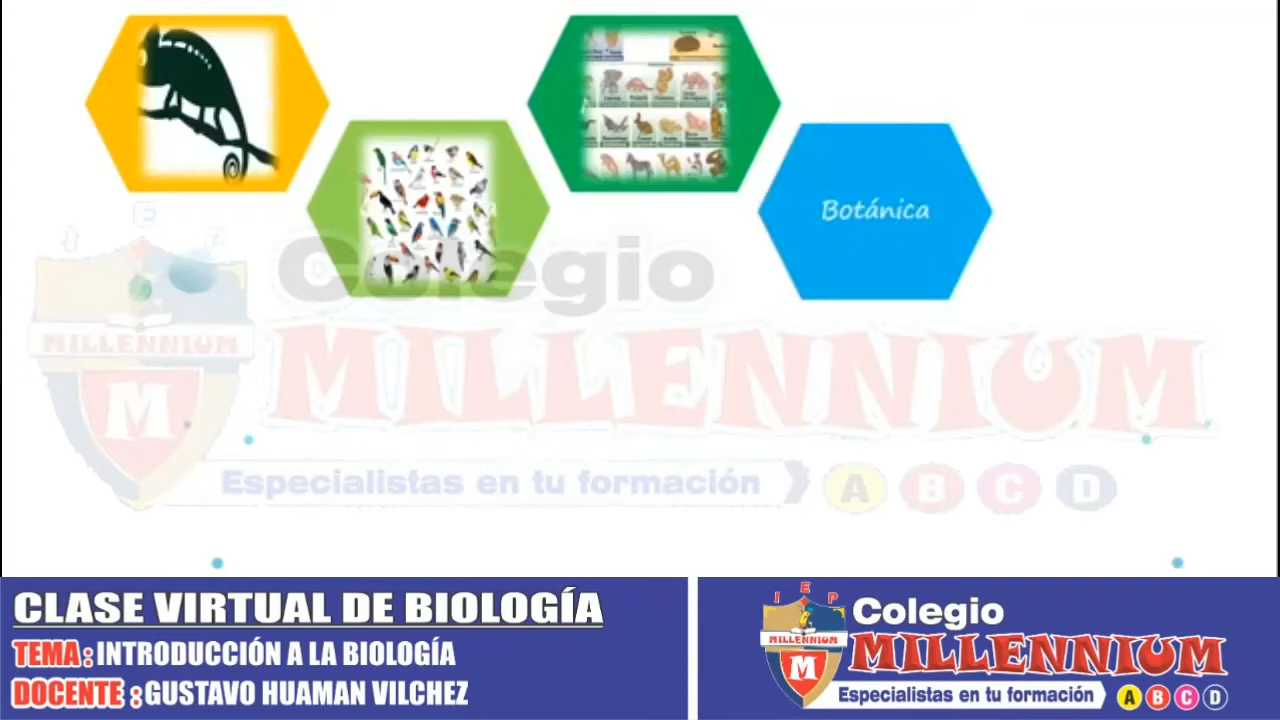 Botánica
I E P
Colegio
MILLENNIUM
MILLENNIUM
M
Especialistas en tu formación A B C D
CLASE VIRTUAL DE BIOLOGÍA
TEMA: INTRODUCCIÓN A LA BIOLOGÍA
DOCENTE: GUSTAVO HUAMAN VILCHEZ
I E P
Colegio
MILLENNIUM
MILLENNIUM
M
Especialistas en tu formación A B C D